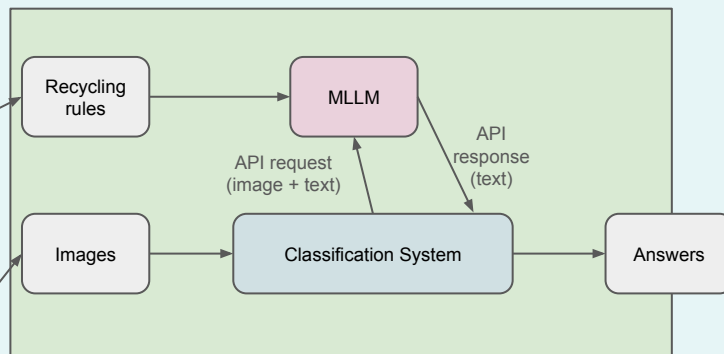 Recycling
rules
MLLM
API request
(image + text)
API
response
(text)
Images
Classification System
Answers